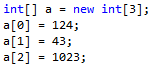 int[] a = new int[3];
a[0] = 124;
a[1] = 43;
a[2] = 1023;